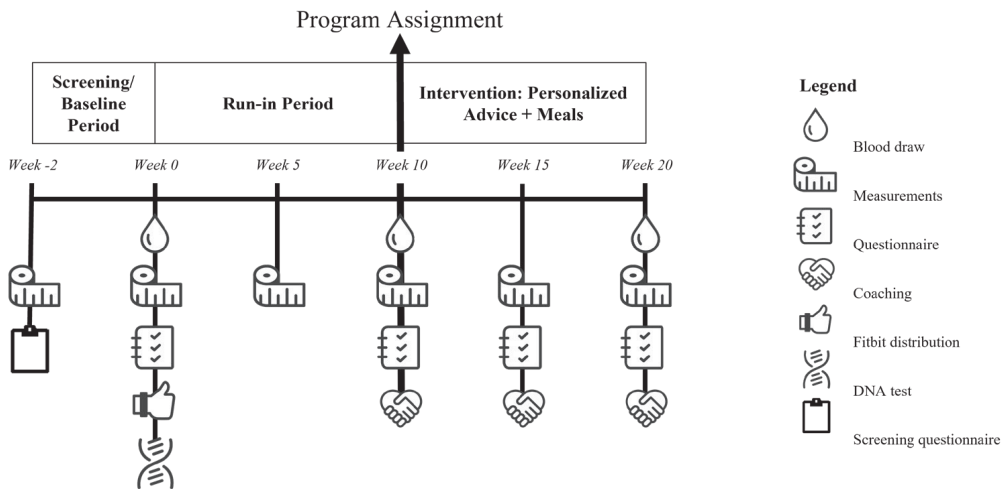 Program Assignment
Screening/
Baseline
Period
Run-in Period
Intervention: Personalized
Advice + Meals
Week -2
Week 0
Week 5
Week 10
Week 15
Week 20
Legend
Blood draw
Measurements
Questionnaire
Coaching
Fitbit distribution
DNA test
Screening questionnaire